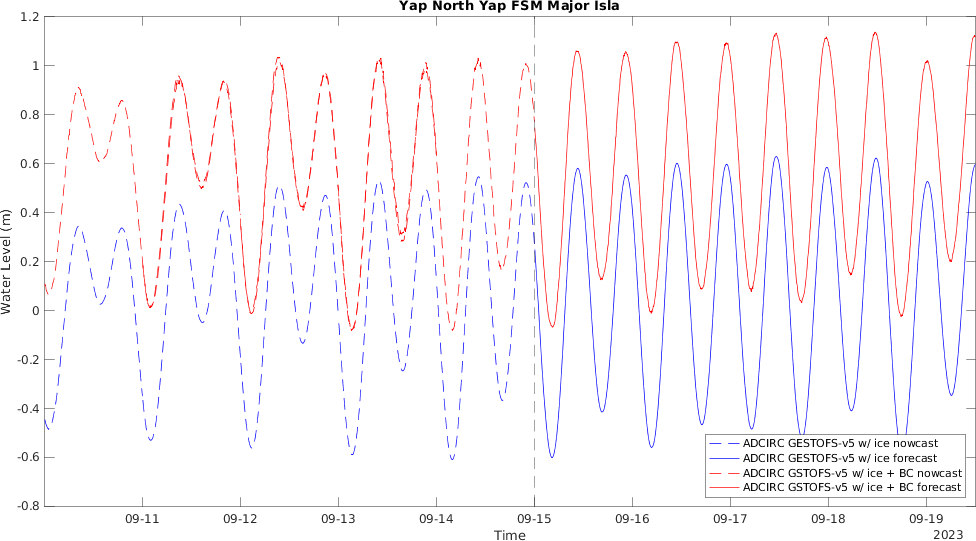 Yap North Yap FSM Major Isla
1.2
1
0.8
0.6
0.4
0.2
0
-0.2
-0.4
-0.6
-0.8
Water Level (m)
ADCIRC GESTOFS-v5 w/ ice nowcast
ADCIRC GESTOFS-v5 w/ ice forecast
ADCIRC GSTOFS-v5 w/ ice + BC nowcast
ADCIRC GSTOFS-v5 w/ ice + BC forecast
09-11 09-12 09-13 09-14 09-15 09-16 09-17 09-18 09-19
Time
2023